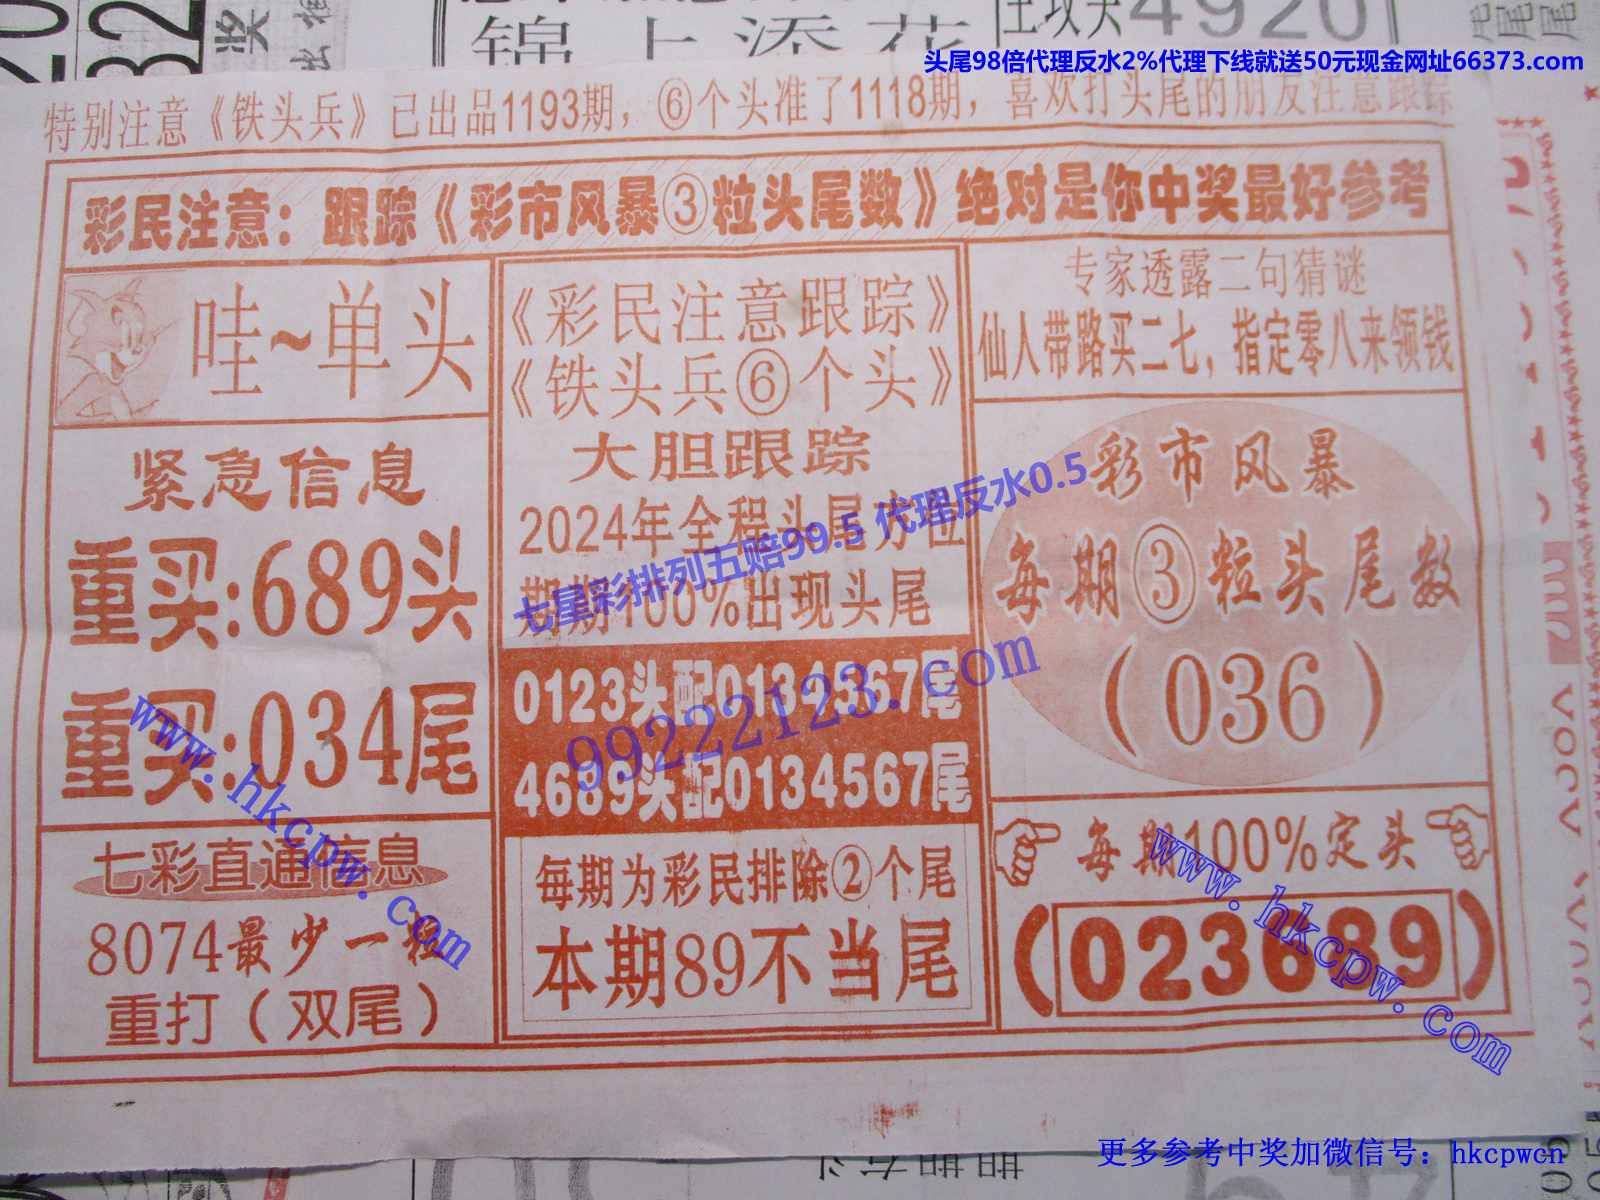 锦上添花
4920
头尾98倍代理反水2%代理下线就送50元现金网址66373.com
特别注意《铁头兵》已出品1193期，⑥个头准了1118期，喜欢打头尾的朋友注意跟踪
彩民注意：跟踪《彩市风暴③粒头尾数》绝对是你中奖最好参考
哇~单头
紧急信息
重买:689头
重买:034尾
七彩直通信息
8074最少一粒
重打（双尾）
《彩民注意跟踪》
《铁头兵⑥个头》
大胆跟踪
2024年全程头尾方位
期期100%出现头尾
0123头配0134567尾
4689头配0134567尾
每期为彩民排除②个尾
本期89不当尾
专家透露二句猜谜
仙人带路买二七，指定零八来领钱
彩市风暴
每期③粒头尾数
（036）
每期100%定头
（023689）
七星彩排列五赔99.5 代理反水0.5
99222123.com
www.hkcpw.com
www.hkcpw.com
更多参考中奖加微信号：hkcpwcn